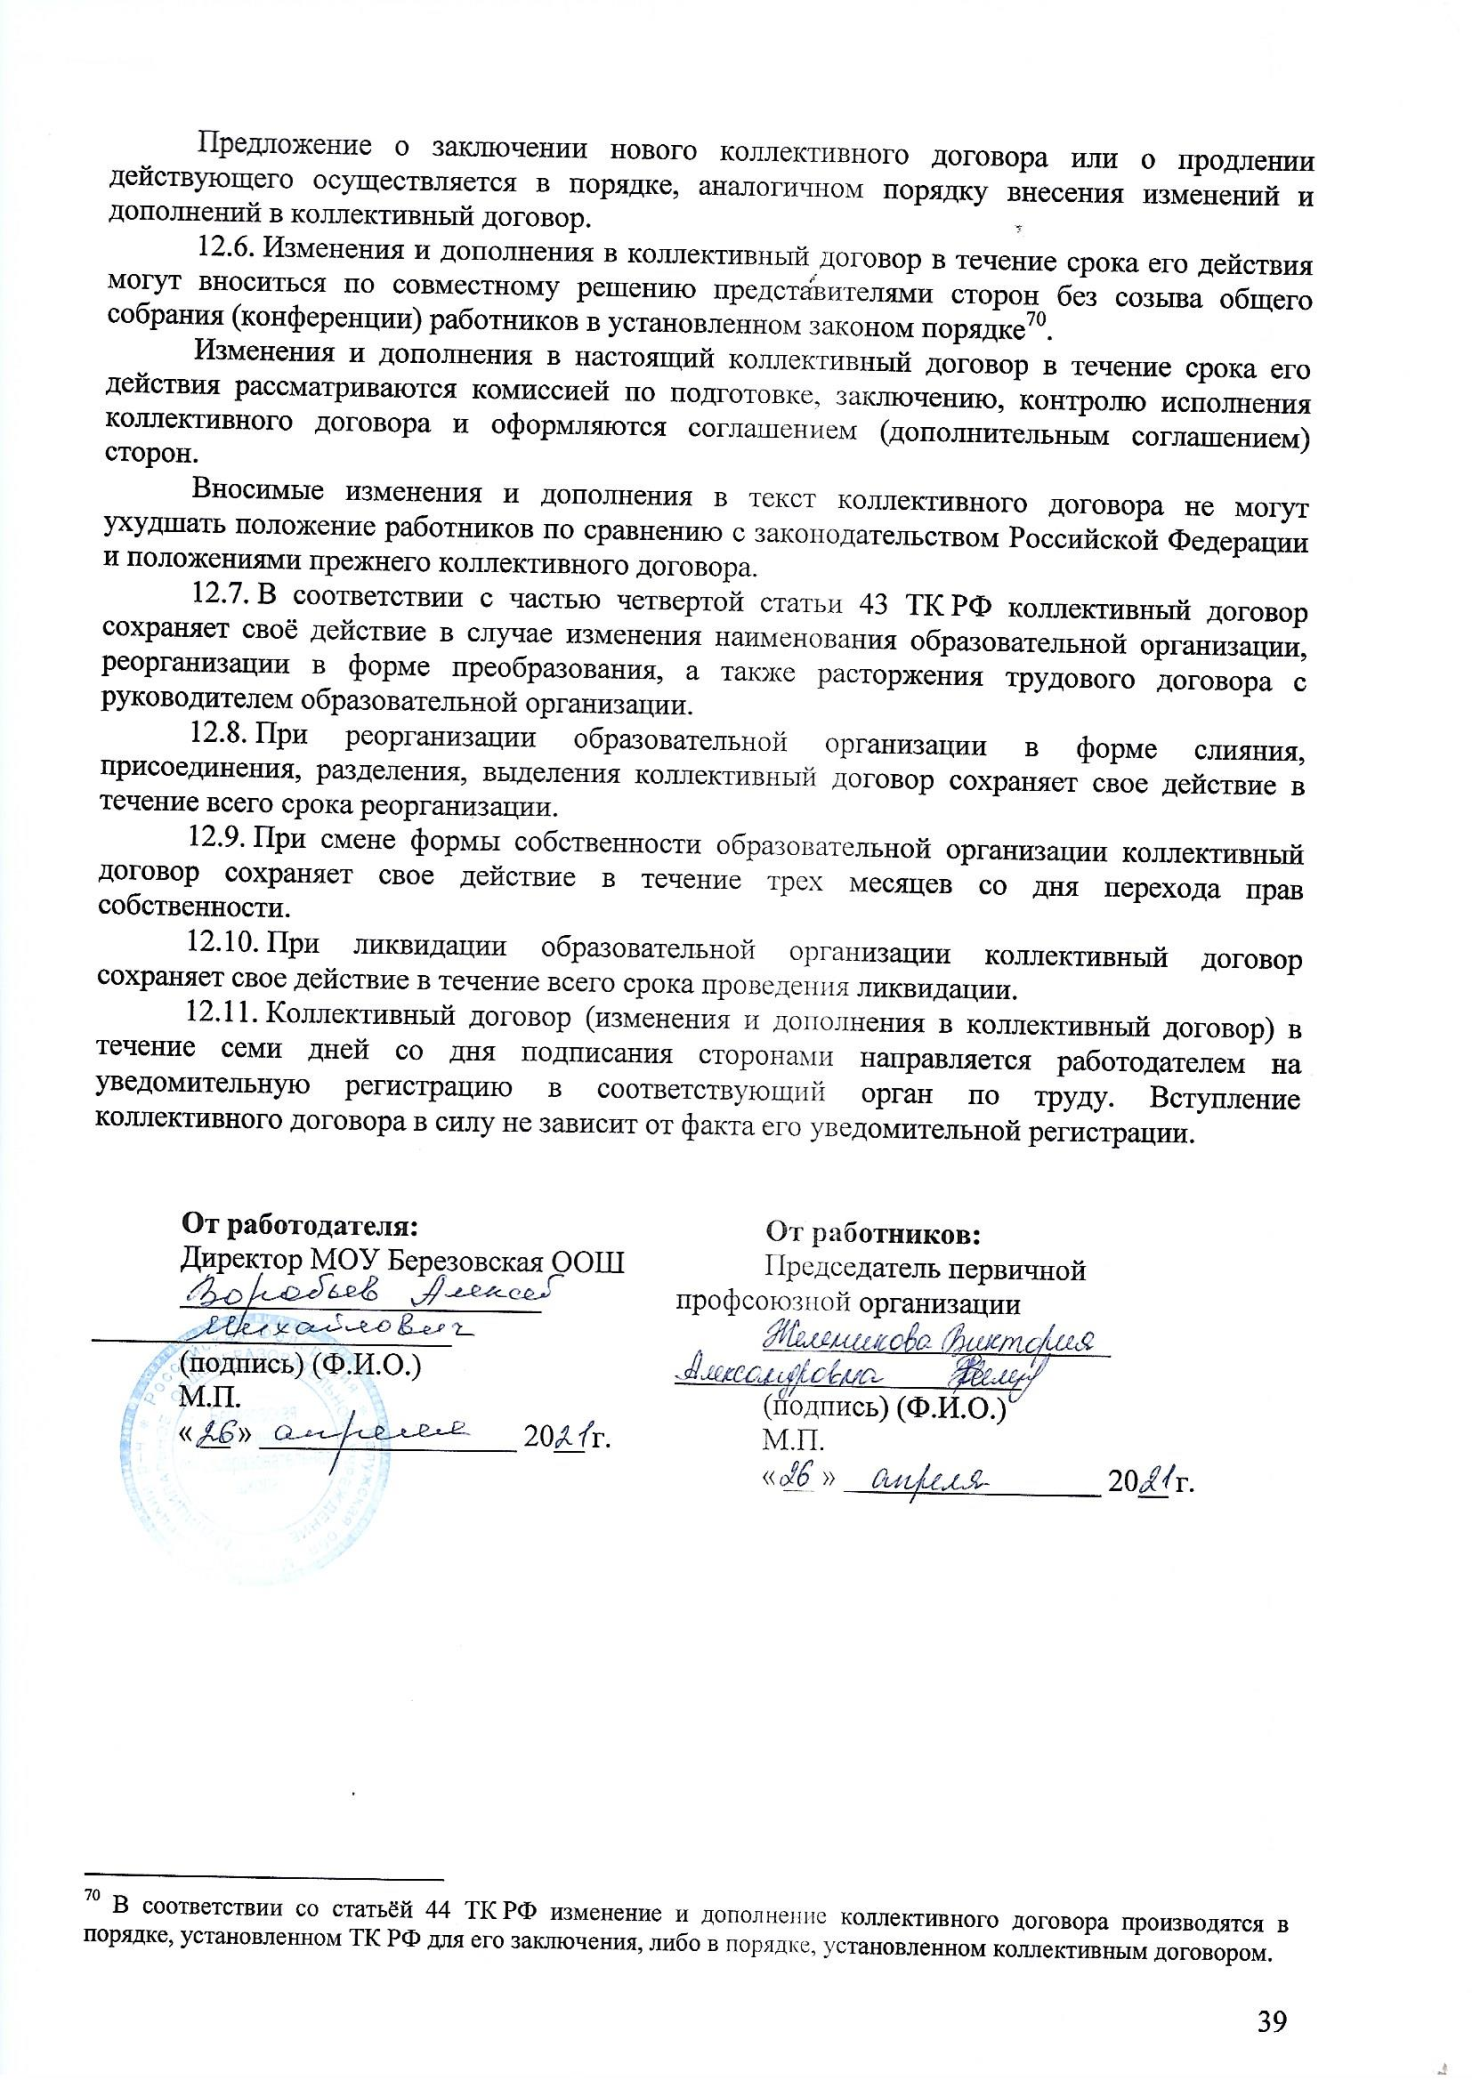 Предложение о заключении нового коллективного договора или о продлении
действующего осуществляется в порядке, аналогичном порядку внесения изменений и
дополнений в коллективный договор.
12.6. Изменения и дополнения в коллективный договор в течение срока его действия
могут вноситься по совместному решению представителями сторон без созыва общего
собрания (конференции) работников в установленном законом порядке70.
Изменения и дополнения в настоящий коллективный договор в течение срока его
действия рассматриваются комиссией по подготовке, заключению, контролю исполнения
коллективного договора и оформляются соглашением (дополнительным соглашением)
сторон.
Вносимые изменения и дополнения в текст коллективного договора не могут
ухудшать положение работников по сравнению с законодательством Российской Федерации
и положениями прежнего коллективного договора.
12.7. В соответствии с частью четвертой статьи 43 ТК РФ коллективный договор
сохраняет своё действие в случае изменения наименования образовательной организации,
реорганизации в форме преобразования, а также расторжения трудового договора с
руководителем образовательной организации.
12.8. При реорганизации образовательной организации в форме слияния,
присоединения, разделения, выделения коллективный договор сохраняет свое действие в
течение всего срока реорганизации.
12.9. При смене формы собственности образовательной организации коллективный
договор сохраняет свое действие в течение трех месяцев со дня перехода прав
собственности.
12.10. При ликвидации образовательной организации коллективный договор
сохраняет свое действие в течение всего срока проведения ликвидации.
12.11. Коллективный договор (изменения и дополнения в коллективный договор) в
течение семи дней со дня подписания сторонами направляется работодателем на
уведомительную регистрацию в соответствующий орган по труду. Вступление
коллективного договора в силу не зависит от факта его уведомительной регистрации.
От работодателя:
Директор МОУ Березовская ООШ
Воробьев Алексей
Михайлович
(подпись) (Ф.И.О.)
М.П.
«26» апреля 2021г.
От работников:
Председатель первичной
профсоюзной организации
Виктория
Александровна
(подпись) (Ф.И.О.)
М.П.
«26» апреля 2021г.
70 В соответствии со статьёй 44 ТК РФ изменение и дополнение коллективного договора производятся в
порядке, установленном ТК РФ для его заключения, либо в порядке, установленном коллективным договором.
39